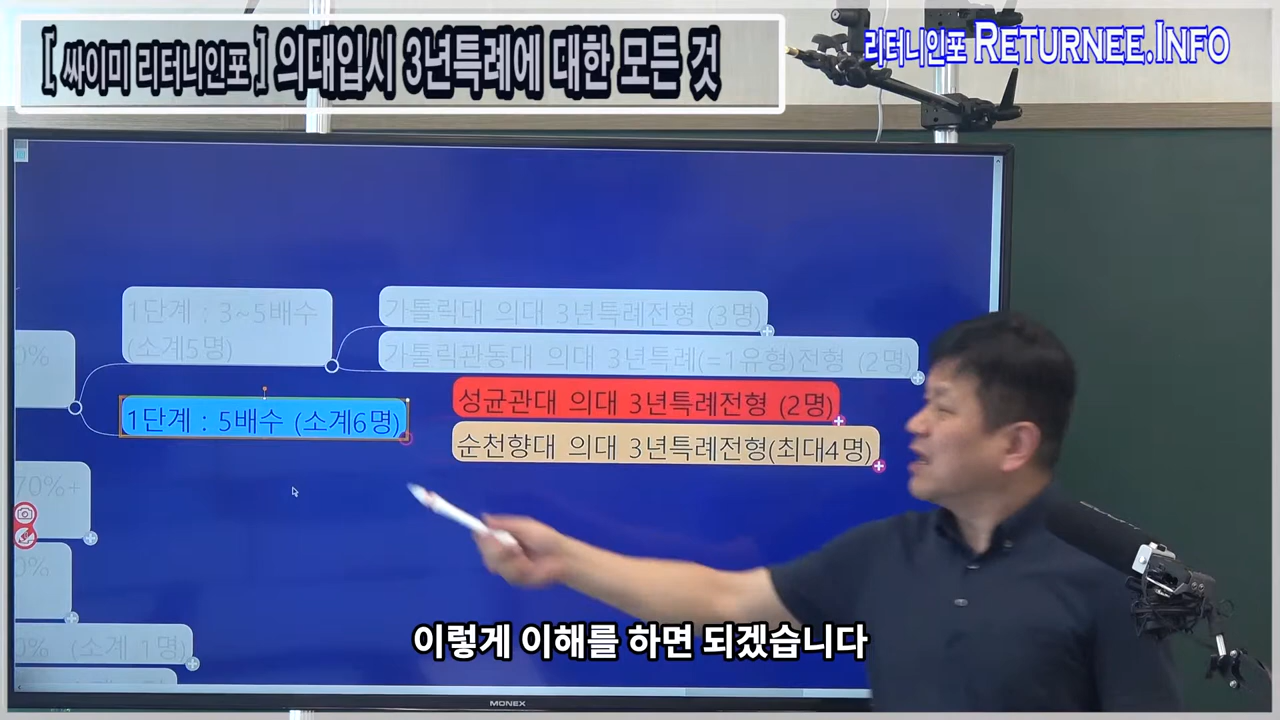 [ 싸이미 리터니인포 ] 의대입시 3년특례에 대한 모든 것
리터니인포 RETURNEE.INFO
1단계 : 3~5배수
(소계5명)
가톨릭대 의대 3년특례전형 (3명)
가톨릭관동대 의대 3년특례(=1유형)전형 (2명)
0%
1단계 : 5배수 (소계6명)
성균관대 의대 3년특례전형 (2명)
순천향대 의대 3년특례전형(최대4명)
70%+
0%
0% (소계 1명)
이렇게 이해를 하면 되겠습니다
MONEX